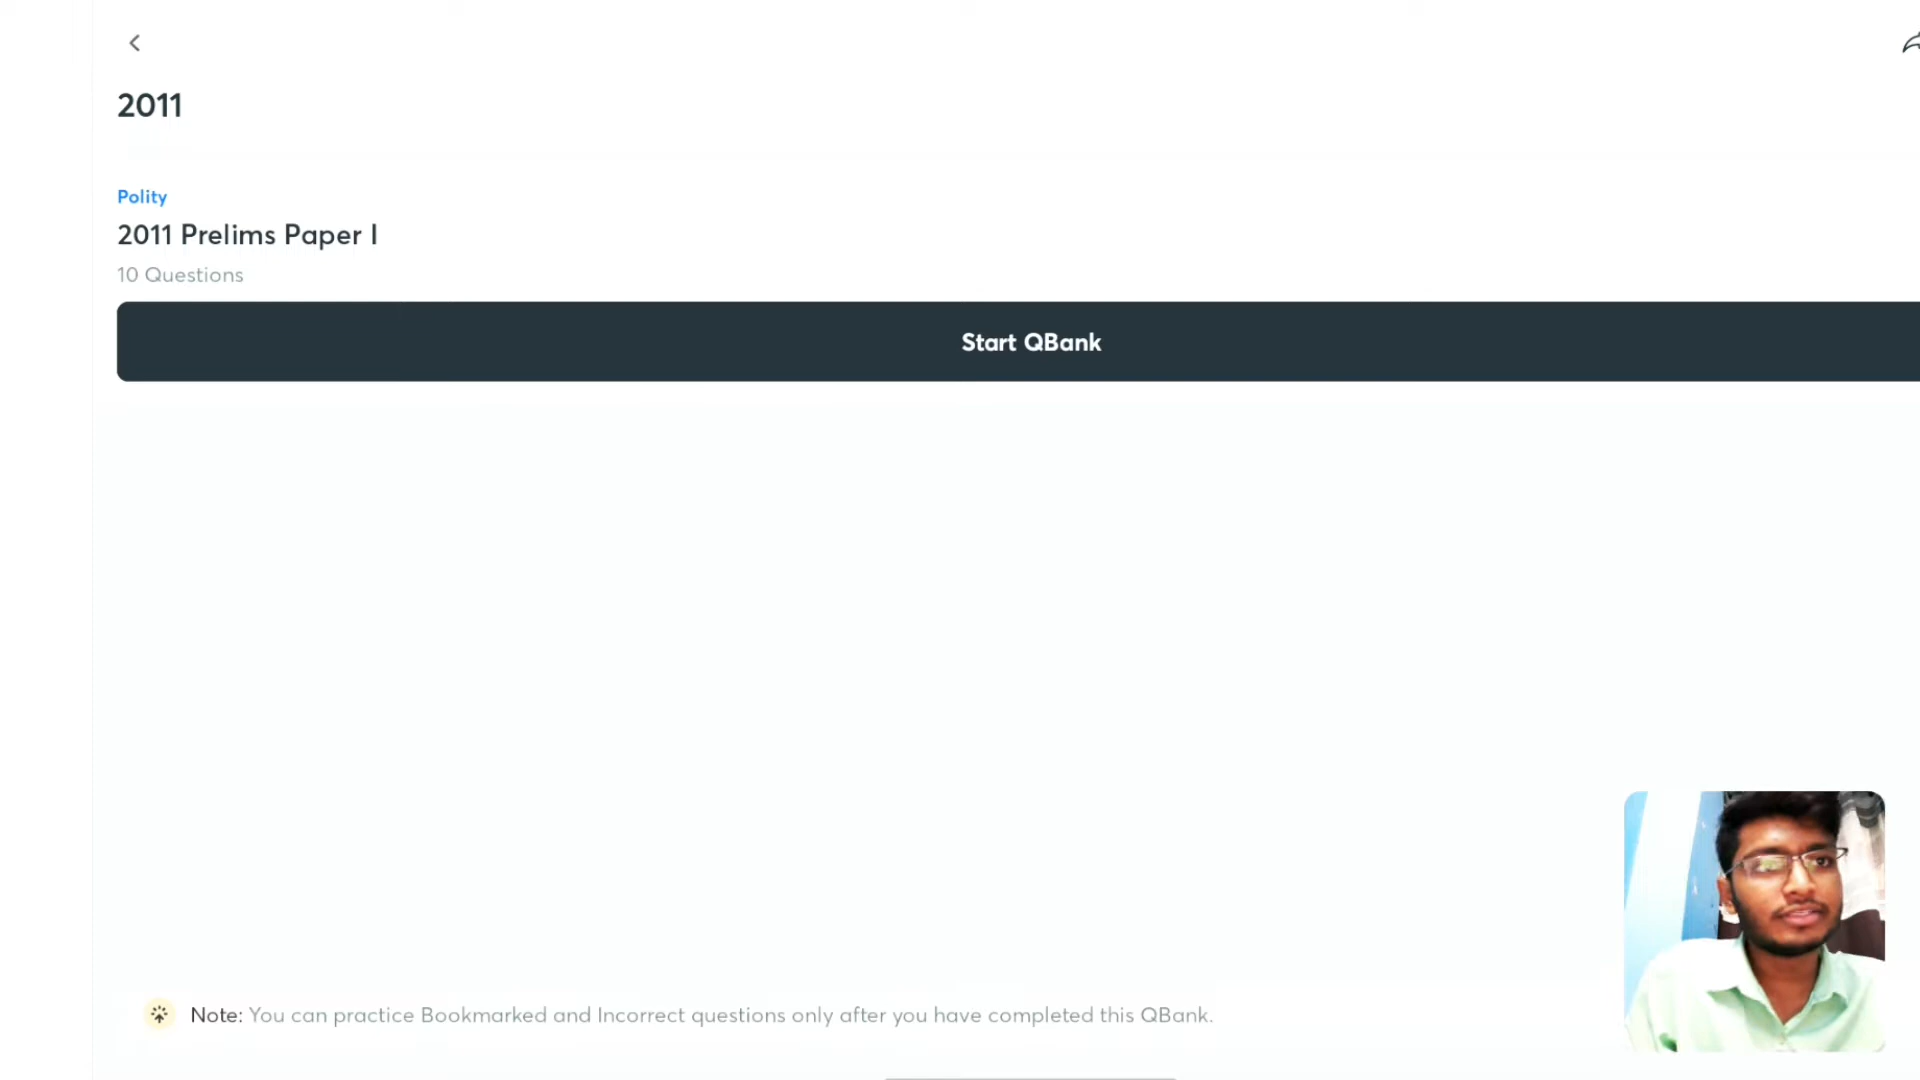 2011
Polity
2011 Prelims Paper I
10 Questions
Start QBank
Note: You can practice Bookmarked and Incorrect questions only after you have completed this QBank.